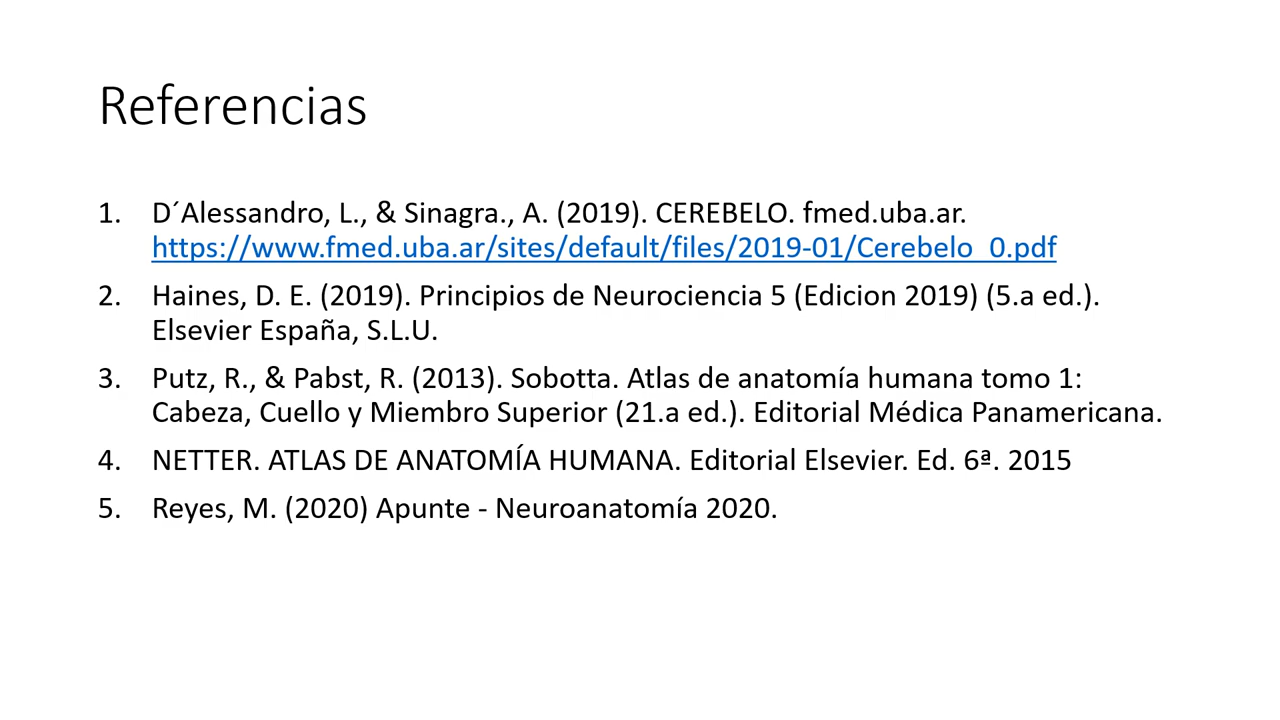 Referencias
1. D´Alessandro, L., & Sinagra., A. (2019). CEREBELO. fmed.uba.ar.
https://www.fmed.uba.ar/sites/default/files/2019-01/Cerebelo_0.pdf
2. Haines, D. E. (2019). Principios de Neurociencia 5 (Edicion 2019) (5.a ed.).
Elsevier España, S.L.U.
3. Putz, R., & Pabst, R. (2013). Sobotta. Atlas de anatomía humana tomo 1:
Cabeza, Cuello y Miembro Superior (21.a ed.). Editorial Médica Panamericana.
4. NETTER. ATLAS DE ANATOMÍA HUMANA. Editorial Elsevier. Ed. 6ª. 2015
5. Reyes, M. (2020) Apunte - Neuroanatomía 2020.